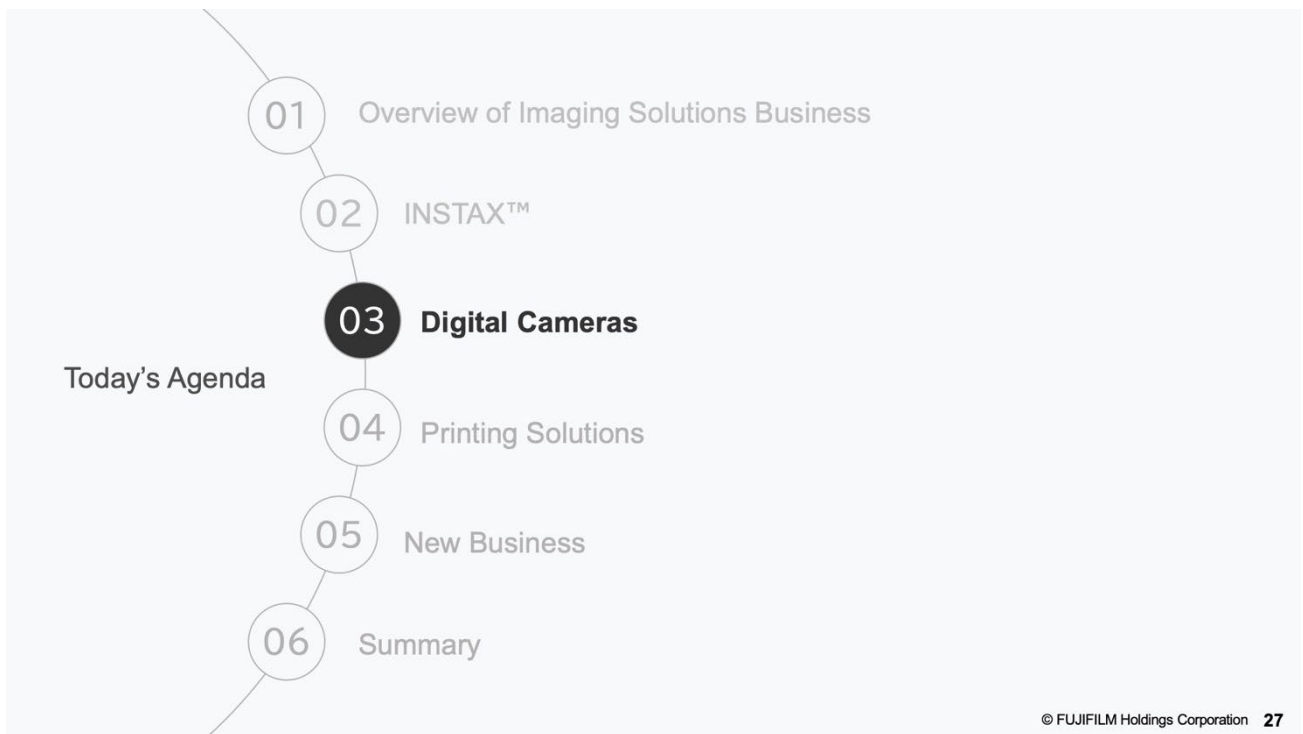 01 Overview of Imaging Solutions Business
02 INSTAX™
03 Digital Cameras
Today's Agenda
04 Printing Solutions
05 New Business
06 Summary
© FUJIFILM Holdings Corporation 27